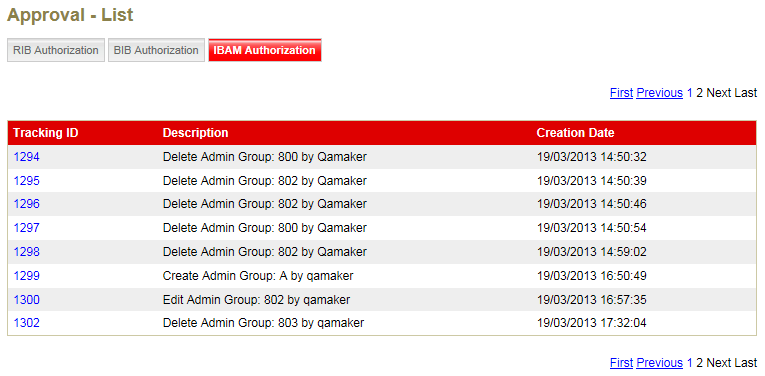 Approval - List
RIB Authorization BIB Authorization IBAM Authorization
First Previous 1 2 Next Last
Tracking ID Description Creation Date
1294 Delete Admin Group: 800 by Qamaker 19/03/2013 14:50:32
1295 Delete Admin Group: 802 by Qamaker 19/03/2013 14:50:39
1296 Delete Admin Group: 802 by Qamaker 19/03/2013 14:50:46
1297 Delete Admin Group: 800 by Qamaker 19/03/2013 14:50:54
1298 Delete Admin Group: 802 by Qamaker 19/03/2013 14:59:02
1299 Create Admin Group: A by qamaker 19/03/2013 16:50:49
1300 Edit Admin Group: 802 by qamaker 19/03/2013 16:57:35
1302 Delete Admin Group: 803 by qamaker 19/03/2013 17:32:04
First Previous 1 2 Next Last